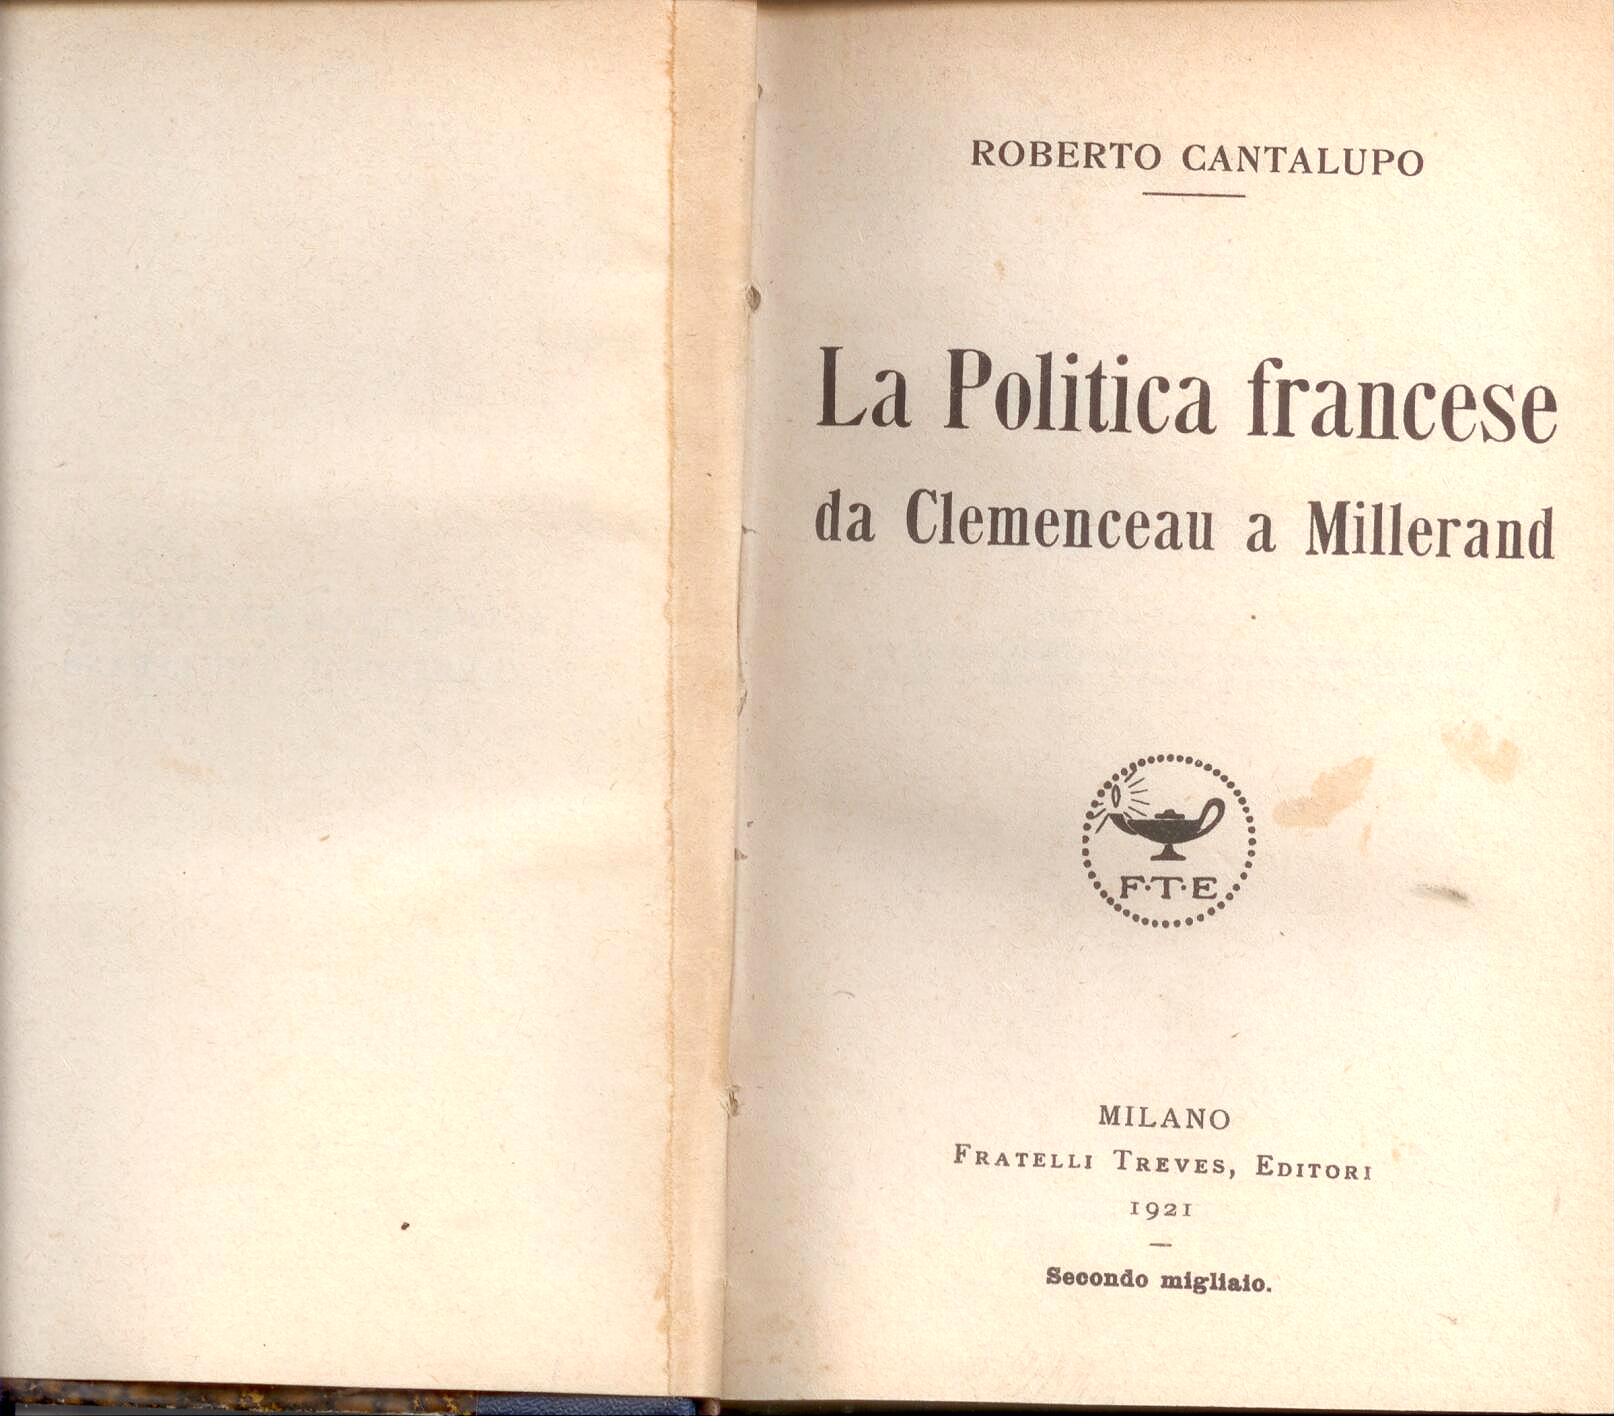 ROBERTO CANTALUPO
La Politica francese
da Clemenceau a Millerand
F·T·E
MILANO
FRATELLI TREVES, EDITORI
1921
Secondo migliaio.